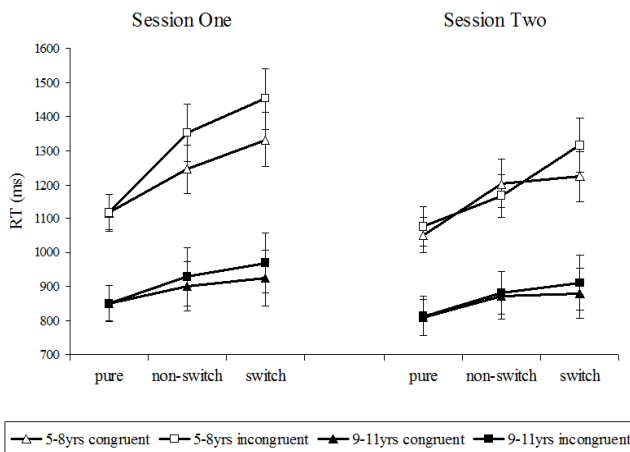 Session One
Session Two
1600
1500
1400
1300
1200
1100
1000
900
800
700
RT (ms)
pure non-switch switch pure non-switch switch
5-8yrs congruent 5-8yrs incongruent 9-11yrs congruent 9-11yrs incongruent